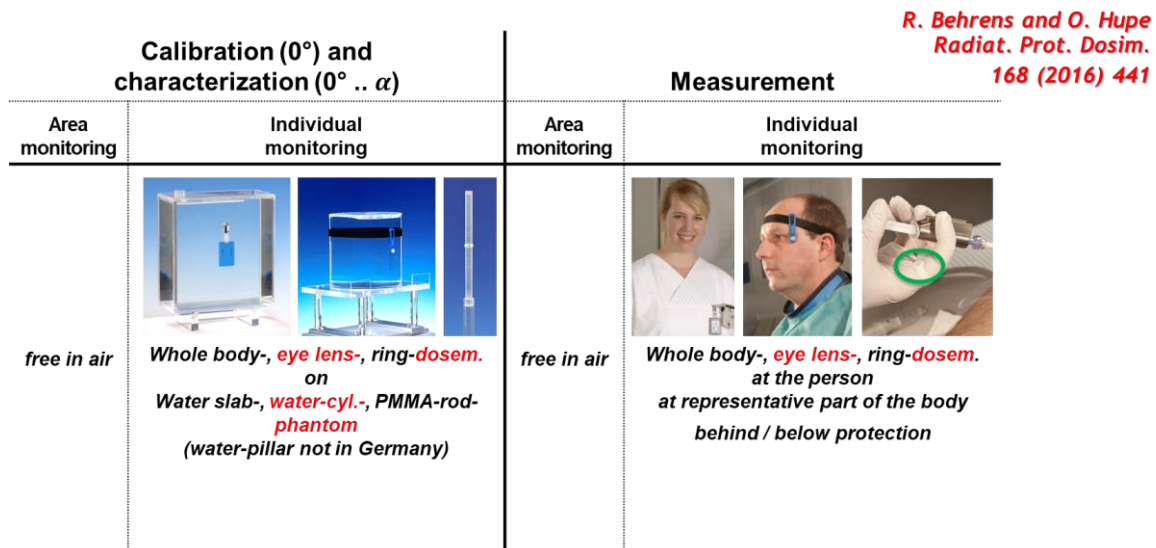 R. Behrens and O. Hupe
Radiat. Prot. Dosim.
168 (2016) 441
Calibration (0°) and
characterization (0° .. α)
Measurement
Area
monitoring
Individual
monitoring
Area
monitoring
Individual
monitoring
free in air
Whole body-, eye lens-, ring-dosem.
on
Water slab-, water-cyl.-, PMMA-rod-
phantom
(water-pillar not in Germany)
free in air
Whole body-, eye lens-, ring-dosem.
at the person
at representative part of the body
behind / below protection